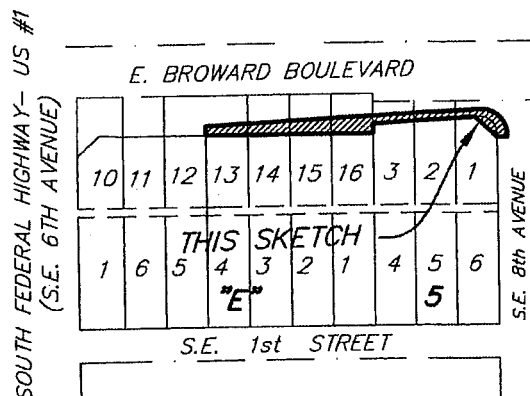 E. BROWARD BOULEVARD
SOUTH FEDERAL HIGHWAY- US #1
(S.E. 6TH AVENUE)
10 11 12 13 14 15 16 3 2 1
THIS SKETCH
1 6 5 4 3 2 1 4 5 6
"E" 5
S.E. 1st STREET
S.E. 8th AVENUE